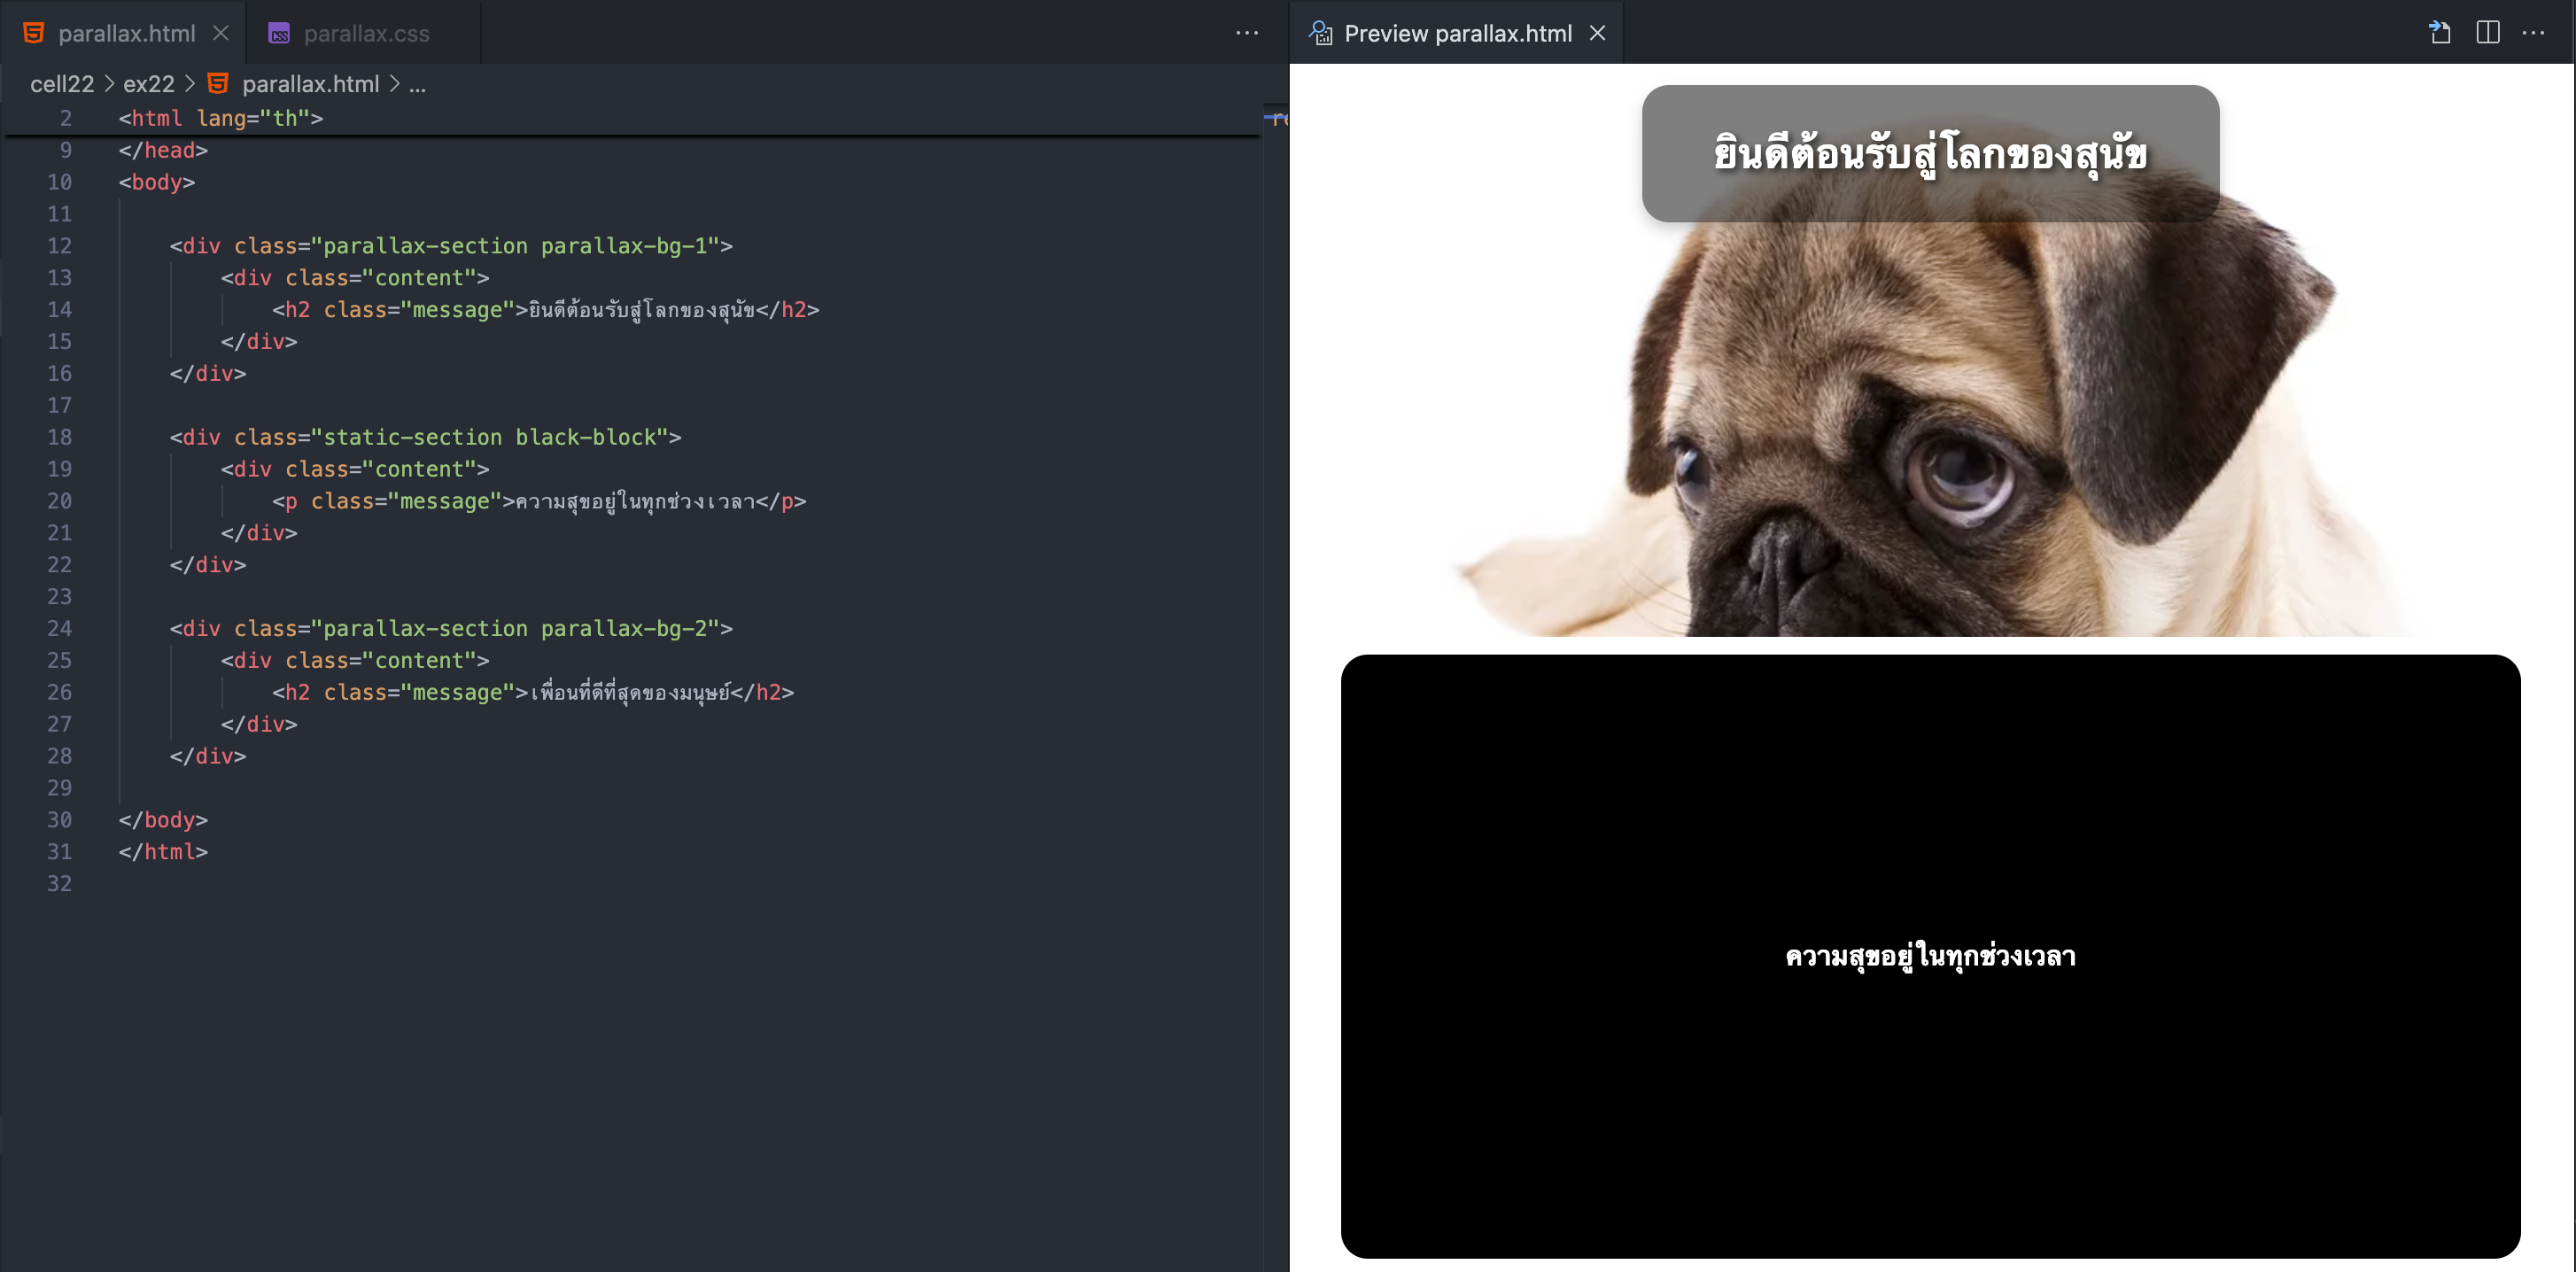 parallax.html
parallax.css
Preview parallax.html
cell22 > ex22 > parallax.html > ...
2 <html lang="th">
9 </head>
10 <body>
11
12 <div class="parallax-section parallax-bg-1">
13 <div class="content">
14 <h2 class="message">ยินดีต้อนรับสู่โลกของสุนัข</h2>
15 </div>
16 </div>
17
18 <div class="static-section black-block">
19 <div class="content">
20 <p class="message">ความสุขอยู่ในทุกช่วงเวลา</p>
21 </div>
22 </div>
23
24 <div class="parallax-section parallax-bg-2">
25 <div class="content">
26 <h2 class="message">เพื่อนที่ดีที่สุดของมนุษย์</h2>
27 </div>
28 </div>
29
30 </body>
31 </html>
32
ยินดีต้อนรับสู่โลกของสุนัข
ความสุขอยู่ในทุกช่วงเวลา